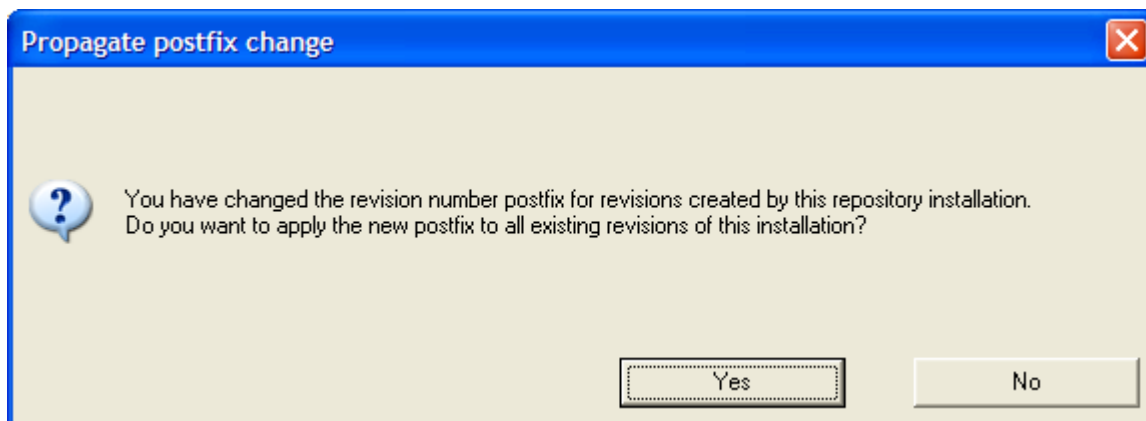 Propagate postfix change
You have changed the revision number postfix for revisions created by this repository installation.
Do you want to apply the new postfix to all existing revisions of this installation?
Yes
No